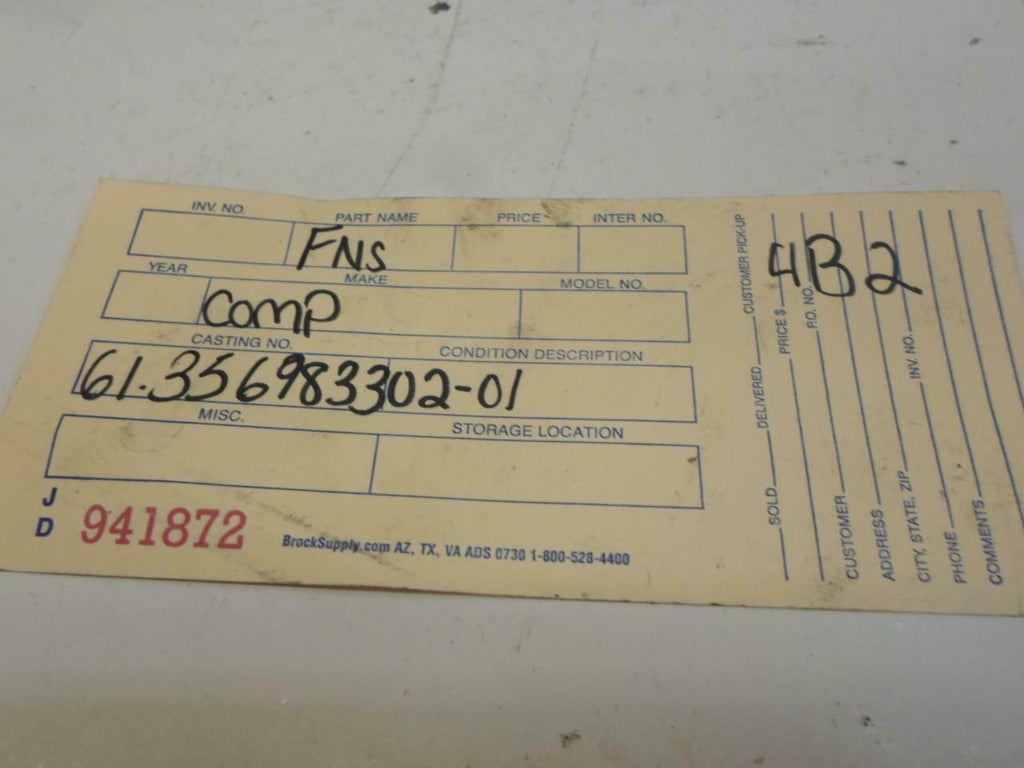 INV. NO. PART NAME PRICE INTER NO.
FNS
YEAR MAKE MODEL NO.
Comp
CASTING NO. CONDITION DESCRIPTION
61.356983302-01
MISC. STORAGE LOCATION
J
D
941872
BrockSupply.com AZ, TX, VA ADS 0730 1-800-528-4400
SOLD DELIVERED CUSTOMER PICK-UP
PRICE $
P.O. NO.
4B2
CUSTOMER
ADDRESS
CITY, STATE, ZIP INV. NO.
PHONE
COMMENTS